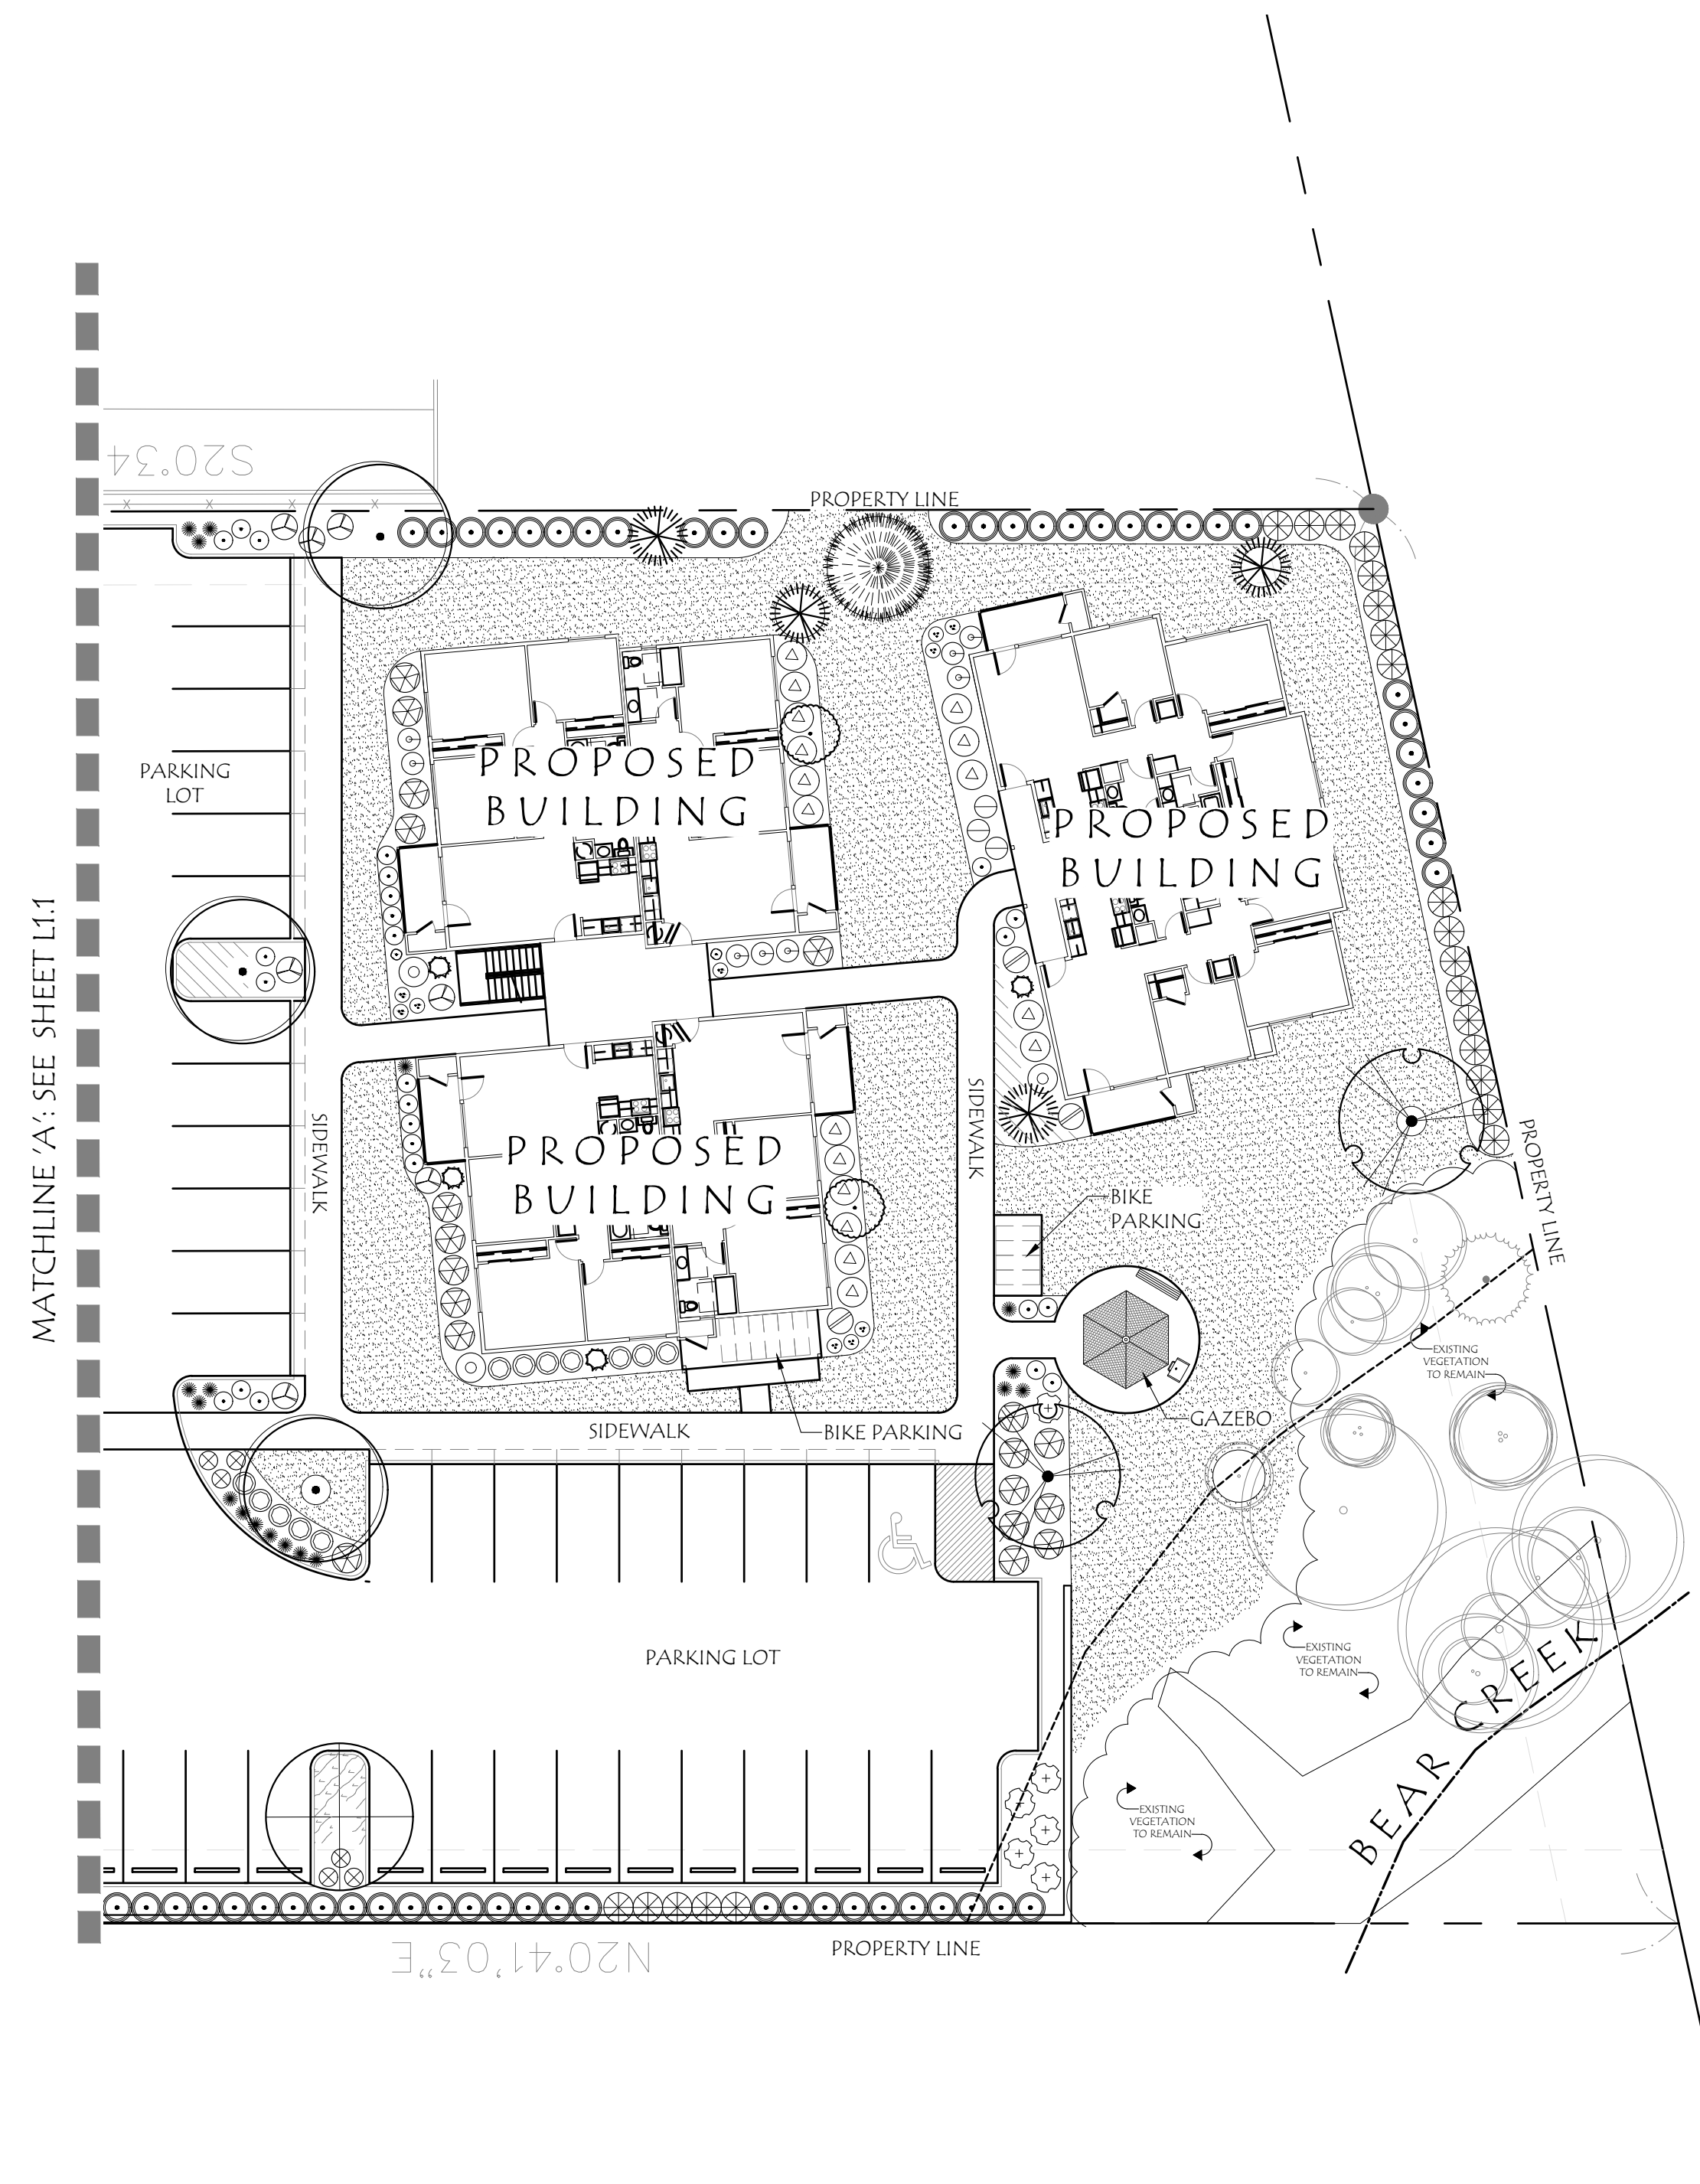 S20°34
PROPERTY LINE
PROPOSED
BUILDING
PROPOSED
BUILDING
PARKING
LOT
MATCHLINE 'A': SEE SHEET L1.1
SIDEWALK
SIDEWALK
PROPOSED
BUILDING
PROPERTY LINE
BIKE
PARKING
EXISTING
VEGETATION
TO REMAIN
GAZEBO
SIDEWALK
BIKE PARKING
PARKING LOT
EXISTING
VEGETATION
TO REMAIN
BEAR CREEK
EXISTING
VEGETATION
TO REMAIN
PROPERTY LINE
N20°41'03"E